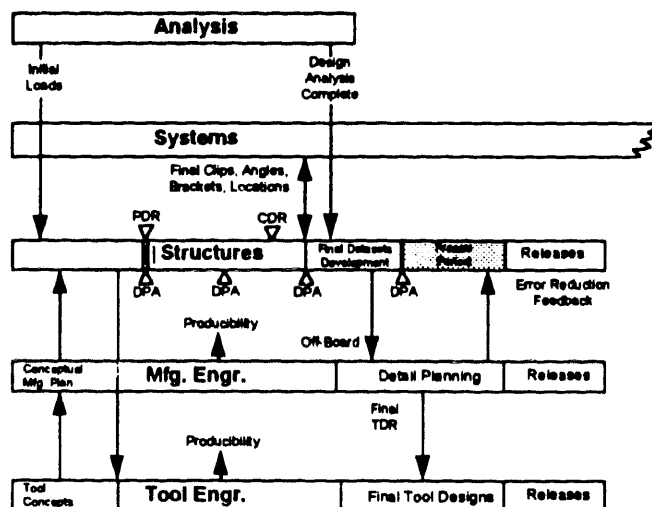 Analysis
Initial
Loads
Design
Analysis
Complete
Systems
Final Clips, Angles,
Brackets, Locations
PDR
CDR
Structures
Final Datasets
Development
Freeze
Period
Releases
DPA
DPA
DPA
DPA
Error Reduction
Feedback
Producibility
Off-Board
Conceptual
Mfg. Plan
Mfg. Engr.
Detail Planning
Releases
Final
TDR
Producibility
Tool
Concepts
Tool Engr.
Final Tool Designs
Releases